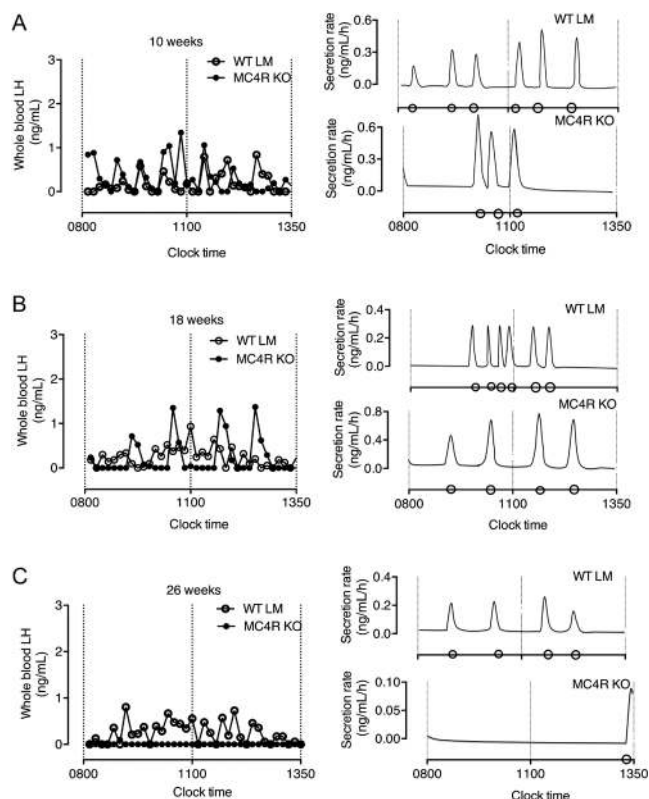 A
10 weeks
WT LM
MC4R KO
Whole blood LH
(ng/mL)
3
2
1
0
0800
1100
1350
Clock time
Secretion rate
(ng/mL/h)
0.6
0.4
0.2
0.0
WT LM
Secretion rate
(ng/mL/h)
0.6
0.3
0.0
MC4R KO
0800
1100
1350
Clock time
B
18 weeks
WT LM
MC4R KO
Whole blood LH
(ng/mL)
3
2
1
0
0800
1100
1350
Clock time
Secretion rate
(ng/mL/h)
0.4
0.2
0.0
WT LM
Secretion rate
(ng/mL/h)
0.8
0.4
0.0
MC4R KO
0800
1100
1350
Clock time
C
26 weeks
WT LM
MC4R KO
Whole blood LH
(ng/mL)
3
2
1
0
0800
1100
1350
Clock time
Secretion rate
(ng/mL/h)
0.4
0.2
0.0
WT LM
Secretion rate
(ng/mL/h)
0.10
0.05
0.00
MC4R KO
0800
1100
1350
Clock time